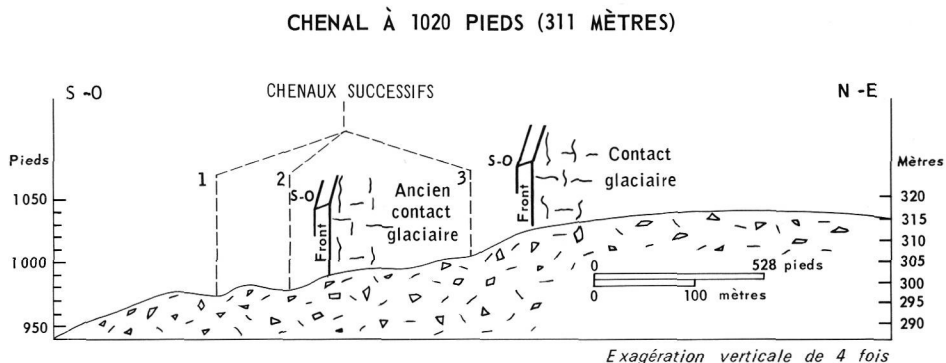 CHENAL À 1020 PIEDS (311 MÈTRES)
S -O
CHENAUX SUCCESSIFS
N -E
Pieds
Mètres
1
2
3
S-O
Front
Ancien
contact
glaciaire
S-O
Front
Contact
glaciaire
1050
1000
950
320
315
310
305
300
295
290
0 528 pieds
0 100 mètres
Exagération verticale de 4 fois